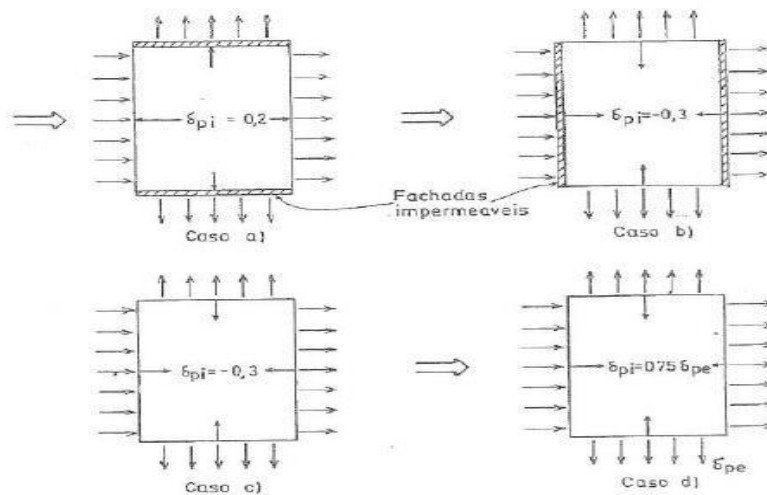 δpi = 0,2
δpi=-0,3
Fachadas
impermeaveis
Caso a)
Caso b)
δpi=-0,3
δpi=075 δpe
δpe
Caso c)
Caso d)